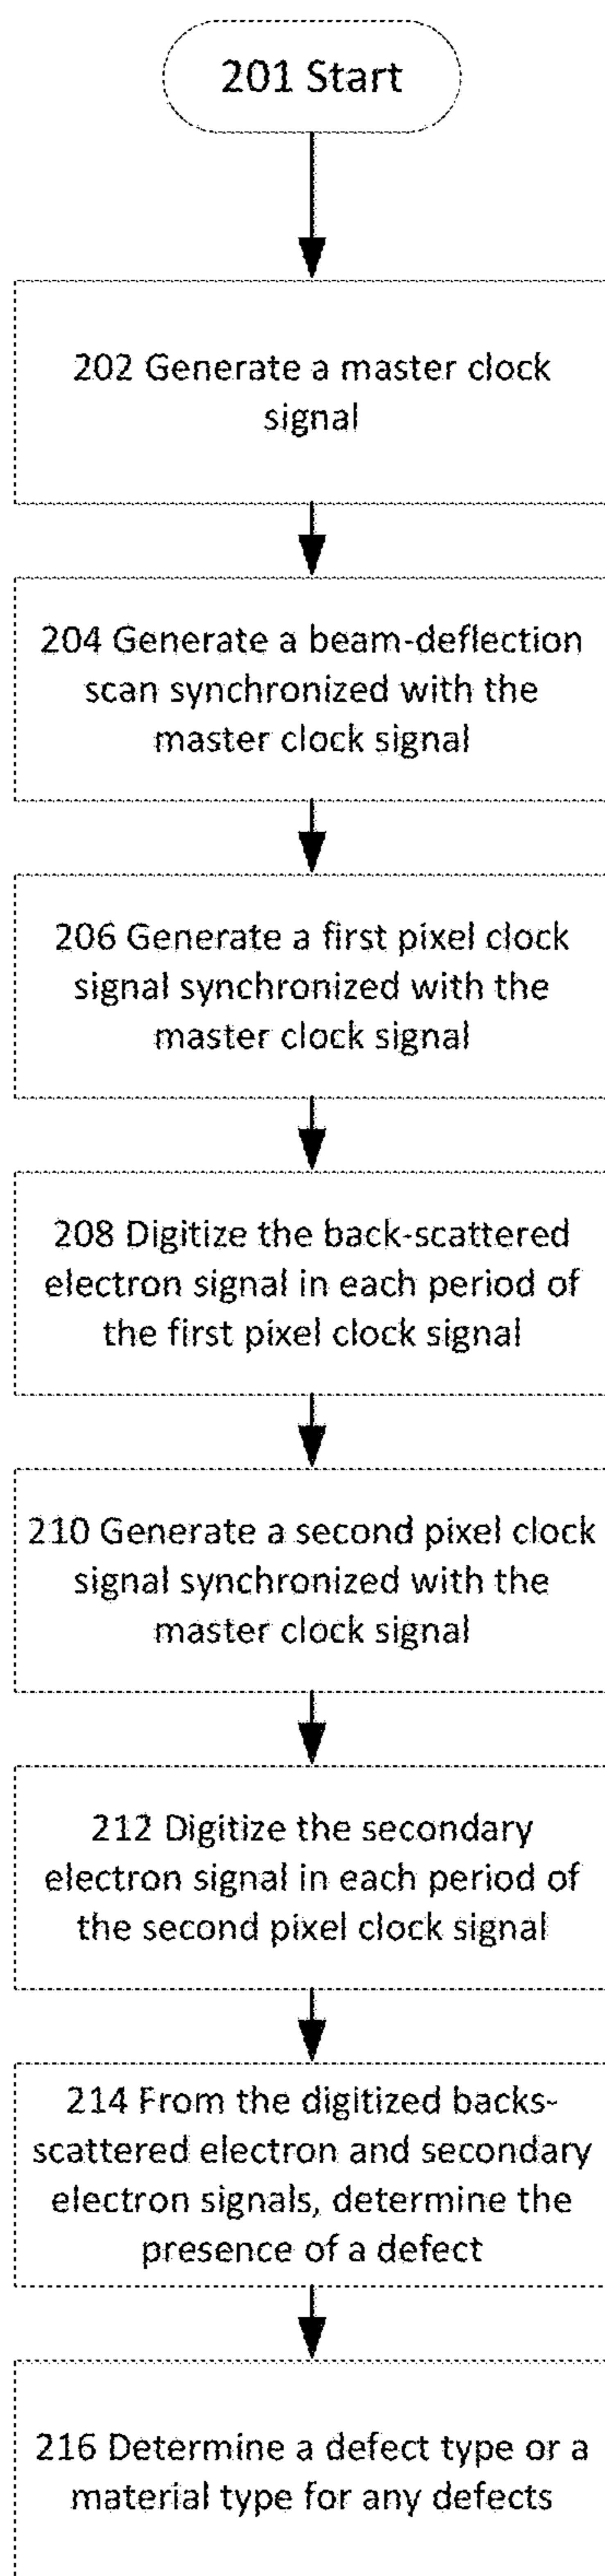 201 Start
202 Generate a master clock
signal
204 Generate a beam-deflection
scan synchronized with the
master clock signal
206 Generate a first pixel clock
signal synchronized with the
master clock signal
208 Digitize the back-scattered
electron signal in each period of
the first pixel clock signal
210 Generate a second pixel clock
signal synchronized with the
master clock signal
212 Digitize the secondary
electron signal in each period of
the second pixel clock signal
214 From the digitized backs-
scattered electron and secondary
electron signals, determine the
presence of a defect
216 Determine a defect type or a
material type for any defects